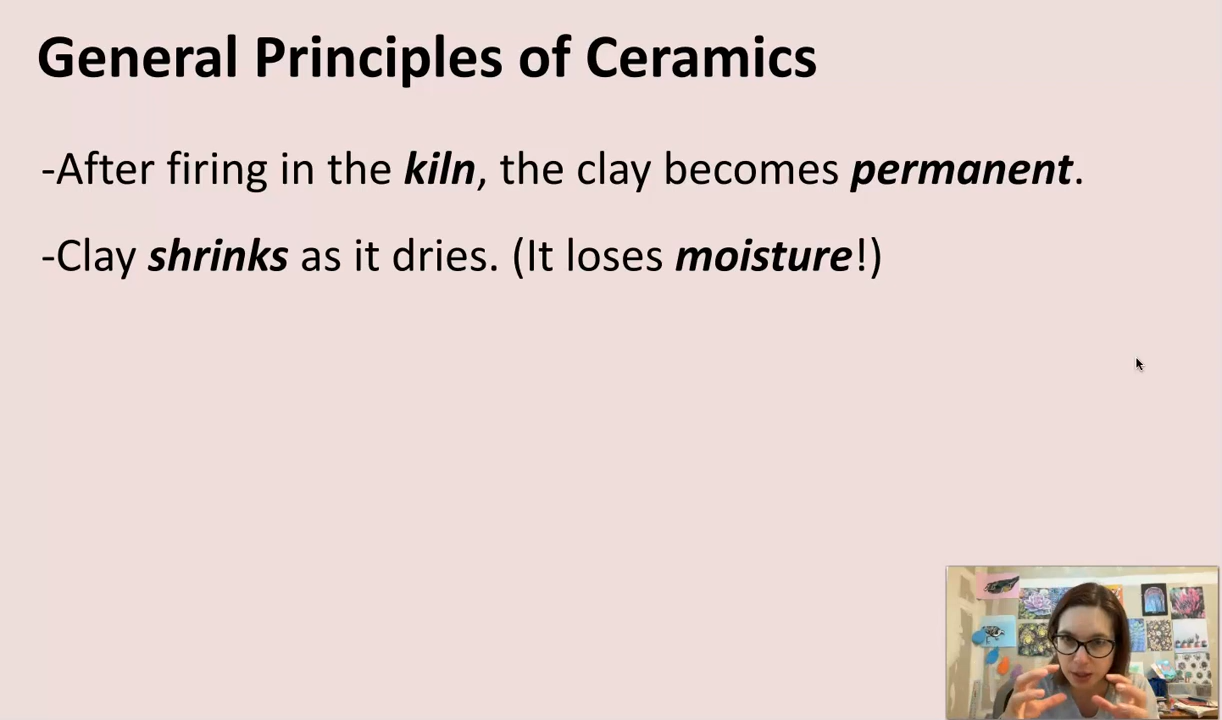 General Principles of Ceramics
-After firing in the kiln, the clay becomes permanent.
-Clay shrinks as it dries. (It loses moisture!)